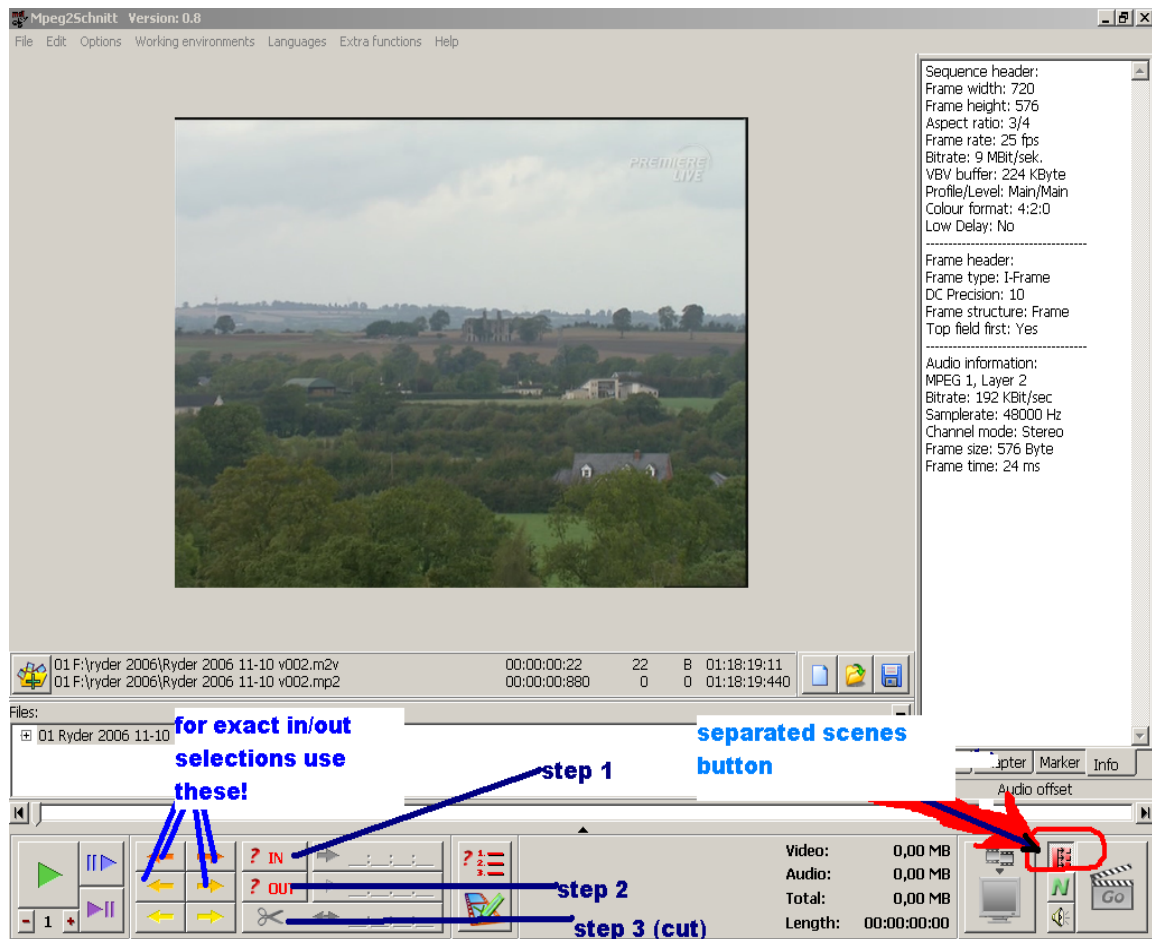 Mpeg2Schnitt Version: 0.8
File Edit Options Working environments Languages Extra functions Help
PREMIERE
LIVE
Sequence header:
Frame width: 720
Frame height: 576
Aspect ratio: 3/4
Frame rate: 25 fps
Bitrate: 9 MBit/sek.
VBV buffer: 224 KByte
Profile/Level: Main/Main
Colour format: 4:2:0
Low Delay: No
------------------------------------
Frame header:
Frame type: I-Frame
DC Precision: 10
Frame structure: Frame
Top field first: Yes
------------------------------------
Audio information:
MPEG 1, Layer 2
Bitrate: 192 KBit/sec
Samplerate: 48000 Hz
Channel mode: Stereo
Frame size: 576 Byte
Frame time: 24 ms
01 F:\ryder 2006\Ryder 2006 11-10 v002.m2v 00:00:00:22 22 B 01:18:19:11
01 F:\ryder 2006\Ryder 2006 11-10 v002.mp2 00:00:00:880 0 0 01:18:19:440
Files:
01 Ryder 2006 11-10
for exact in/out
selections use
these!
step 1
separated scenes
button
Marker Info
Audio offset
? IN
? OUT
step 2
step 3 (cut)
- 1 +
? 1.
2.
3.
Video: 0,00 MB
Audio: 0,00 MB
Total: 0,00 MB
Length: 00:00:00:00
N
GO